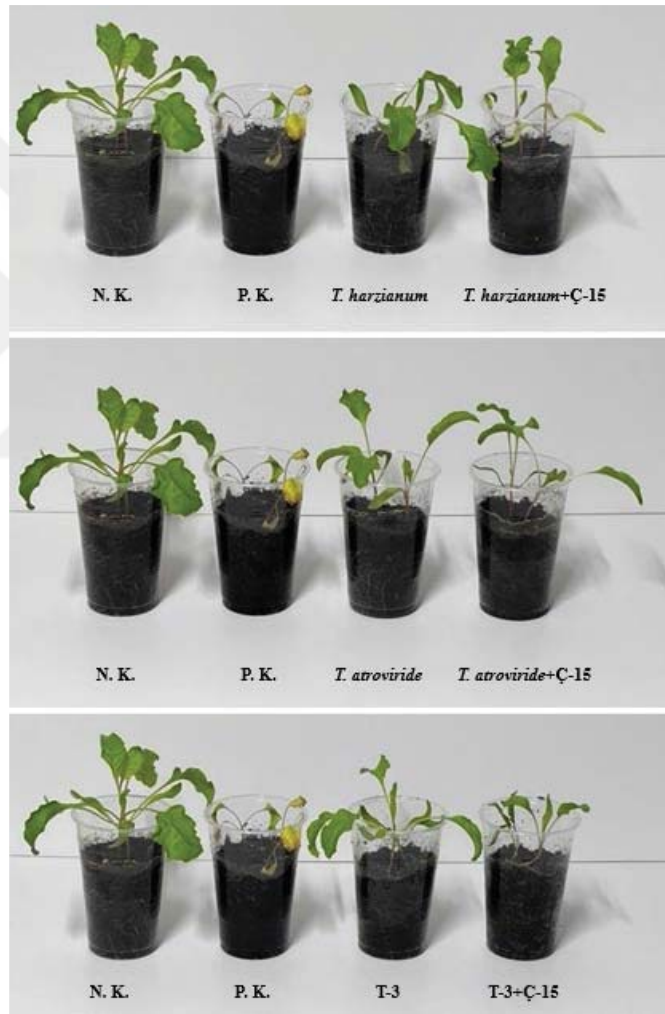 N. K. P. K. T. harzianum T. harzianum+Ç-15
N. K. P. K. T. atroviride T. atroviride+Ç-15
N. K. P. K. T-3 T-3+Ç-15